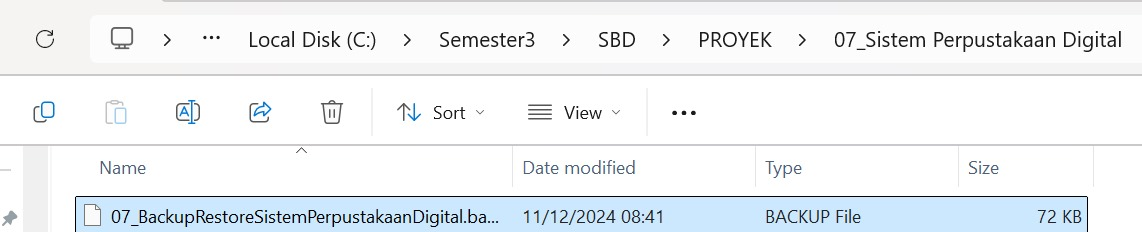 ... Local Disk (C:) > Semester3 > SBD > PROYEK > 07_Sistem Perpustakaan Digital
Sort View ...
Name Date modified Type Size
07_BackupRestoreSistemPerpustakaanDigital.ba... 11/12/2024 08:41 BACKUP File 72 KB